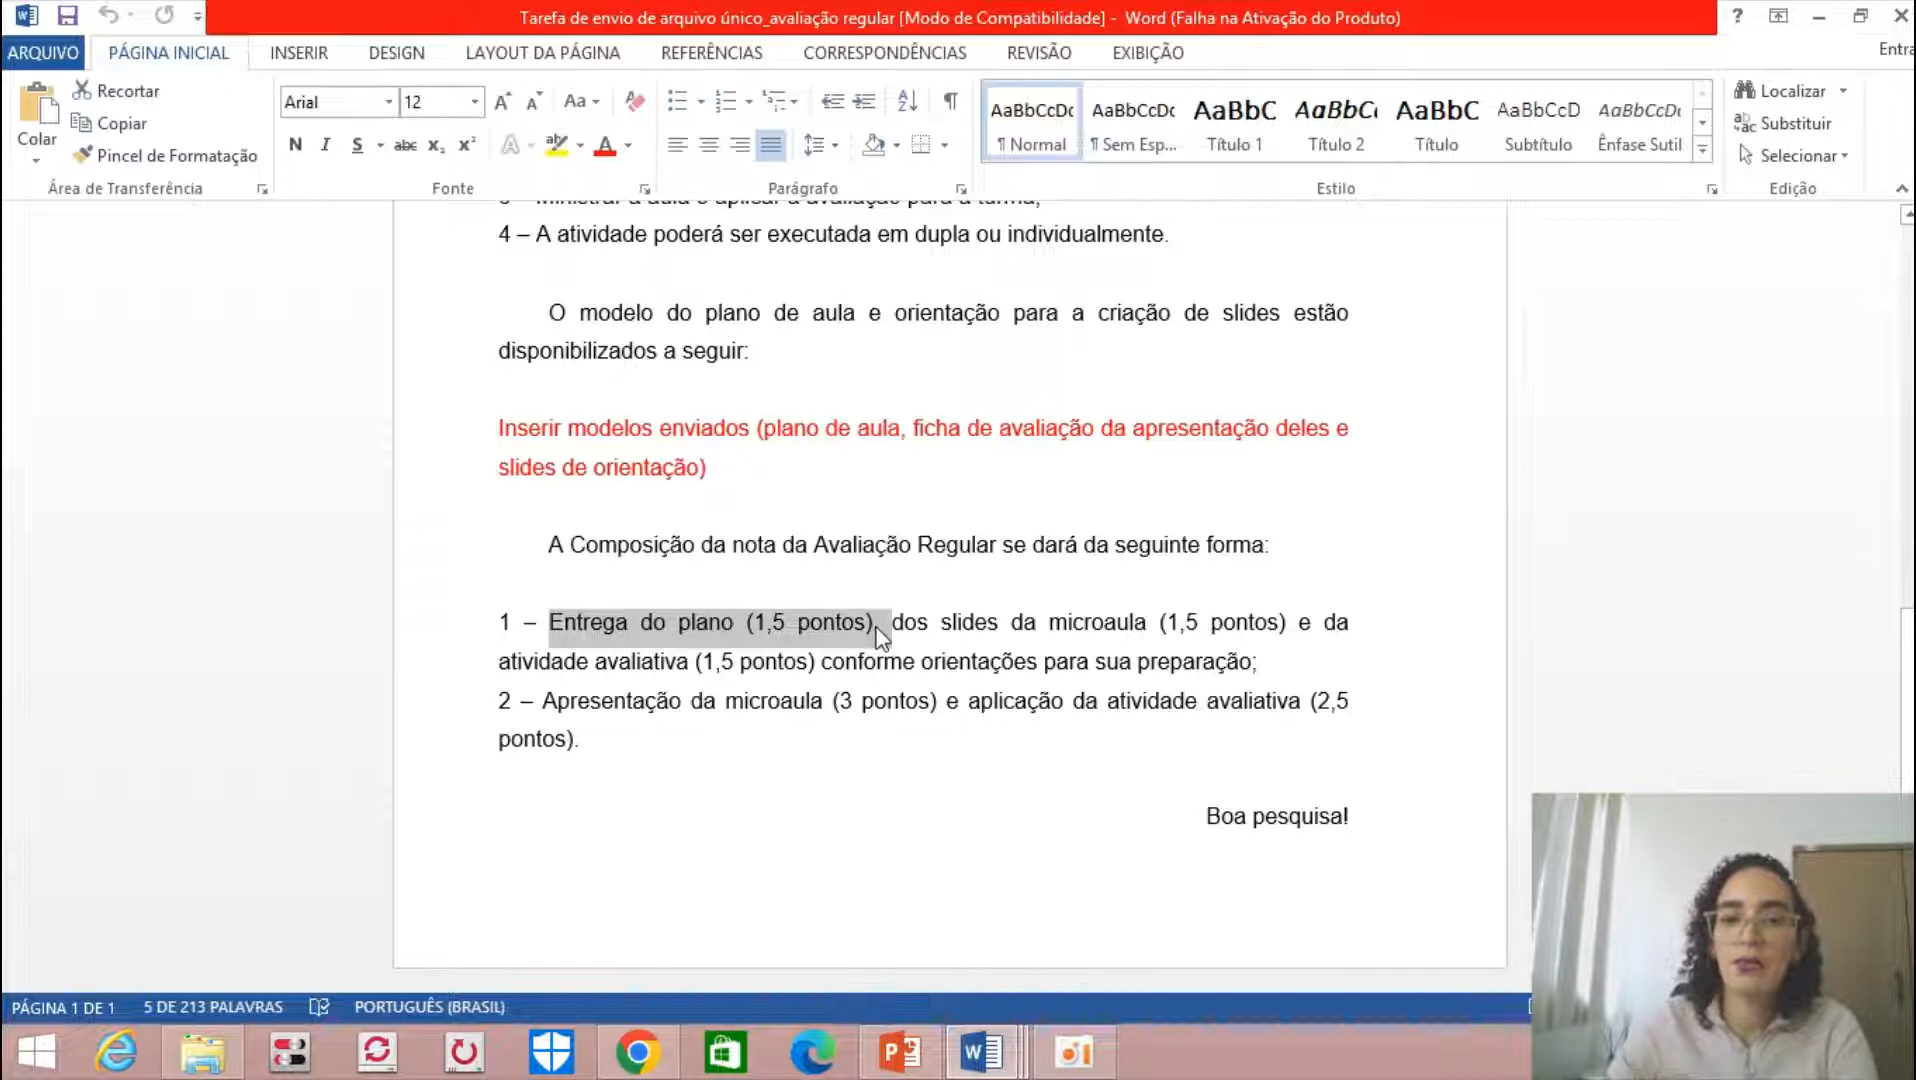 Tarefa de envio de arquivo único_avaliação regular [Modo de Compatibilidade] - Word (Falha na Ativação do Produto)
ARQUIVO PÁGINA INICIAL INSERIR DESIGN LAYOUT DA PÁGINA REFERÊNCIAS CORRESPONDÊNCIAS REVISÃO EXIBIÇÃO Entra
Colar
Recortar
Copiar
Pincel de Formatação
Área de Transferência
Arial 12
Fonte
Parágrafo
AaBbCcDc AaBbCcDc AaBbC AaBbC AaBbC AaBbCcD AaBbCcDc
¶ Normal ¶ Sem Esp... Título 1 Título 2 Título Subtítulo Ênfase Sutil
Estilo
Localizar
Substituir
Selecionar
Edição
3 – Ministrar a aula e aplicar a avaliação para a turma;
4 – A atividade poderá ser executada em dupla ou individualmente.
O modelo do plano de aula e orientação para a criação de slides estão
disponibilizados a seguir:
Inserir modelos enviados (plano de aula, ficha de avaliação da apresentação deles e
slides de orientação)
A Composição da nota da Avaliação Regular se dará da seguinte forma:
1 – Entrega do plano (1,5 pontos), dos slides da microaula (1,5 pontos) e da
atividade avaliativa (1,5 pontos) conforme orientações para sua preparação;
2 – Apresentação da microaula (3 pontos) e aplicação da atividade avaliativa (2,5
pontos).
Boa pesquisa!
PÁGINA 1 DE 1 5 DE 213 PALAVRAS PORTUGUÊS (BRASIL)